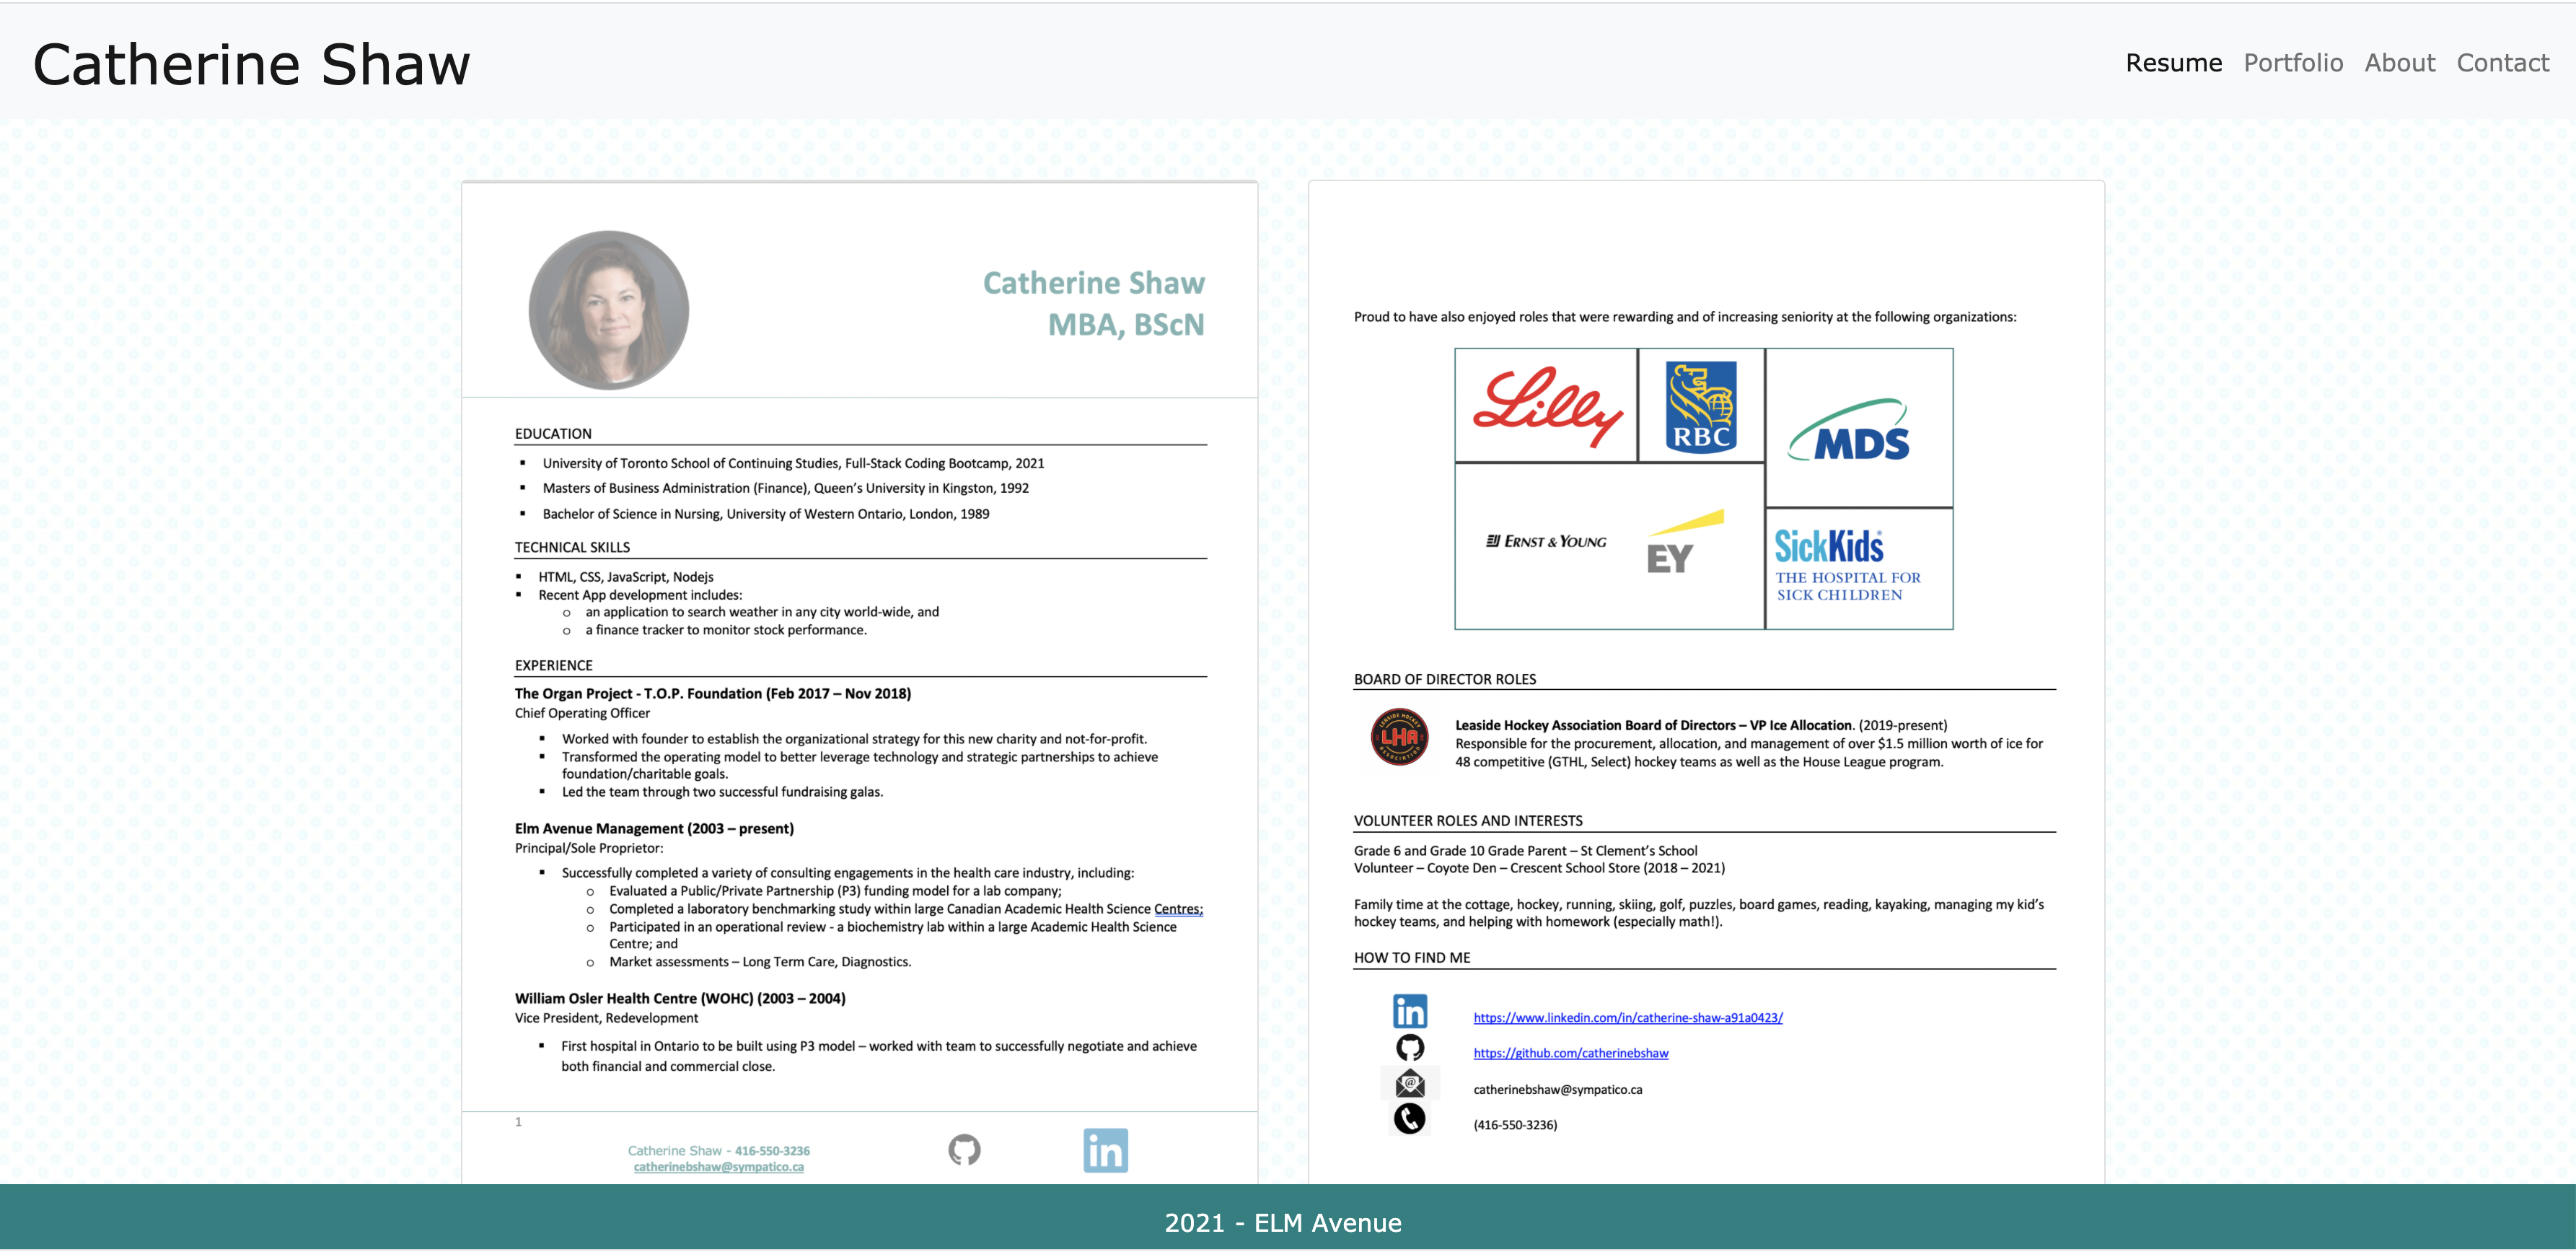 Catherine Shaw
Resume Portfolio About Contact
Catherine Shaw
MBA, BScN
EDUCATION
▪ University of Toronto School of Continuing Studies, Full-Stack Coding Bootcamp, 2021
▪ Masters of Business Administration (Finance), Queen's University in Kingston, 1992
▪ Bachelor of Science in Nursing, University of Western Ontario, London, 1989
TECHNICAL SKILLS
▪ HTML, CSS, JavaScript, Nodejs
▪ Recent App development includes:
o an application to search weather in any city world-wide, and
o a finance tracker to monitor stock performance.
EXPERIENCE
The Organ Project - T.O.P. Foundation (Feb 2017 – Nov 2018)
Chief Operating Officer
▪ Worked with founder to establish the organizational strategy for this new charity and not-for-profit.
▪ Transformed the operating model to better leverage technology and strategic partnerships to achieve
foundation/charitable goals.
▪ Led the team through two successful fundraising galas.
Elm Avenue Management (2003 – present)
Principal/Sole Proprietor:
▪ Successfully completed a variety of consulting engagements in the health care industry, including:
o Evaluated a Public/Private Partnership (P3) funding model for a lab company;
o Completed a laboratory benchmarking study within large Canadian Academic Health Science Centres;
o Participated in an operational review - a biochemistry lab within a large Academic Health Science
Centre; and
o Market assessments – Long Term Care, Diagnostics.
William Osler Health Centre (WOHC) (2003 – 2004)
Vice President, Redevelopment
▪ First hospital in Ontario to be built using P3 model – worked with team to successfully negotiate and achieve
both financial and commercial close.
1
Catherine Shaw - 416-550-3236
catherinebshaw@sympatico.ca
in
Proud to have also enjoyed roles that were rewarding and of increasing seniority at the following organizations:
Lilly
RBC
MDS
ERNST & YOUNG
EY
SickKids
THE HOSPITAL FOR
SICK CHILDREN
BOARD OF DIRECTOR ROLES
LEASIDE HOCKEY
LHA
ASSOCIATION
Leaside Hockey Association Board of Directors – VP Ice Allocation. (2019-present)
Responsible for the procurement, allocation, and management of over $1.5 million worth of ice for
48 competitive (GTHL, Select) hockey teams as well as the House League program.
VOLUNTEER ROLES AND INTERESTS
Grade 6 and Grade 10 Grade Parent – St Clement's School
Volunteer – Coyote Den – Crescent School Store (2018 – 2021)
Family time at the cottage, hockey, running, skiing, golf, puzzles, board games, reading, kayaking, managing my kid's
hockey teams, and helping with homework (especially math!).
HOW TO FIND ME
in
https://www.linkedin.com/in/catherine-shaw-a91a0423/
https://github.com/catherinebshaw
@
catherinebshaw@sympatico.ca
(416-550-3236)
2021 - ELM Avenue